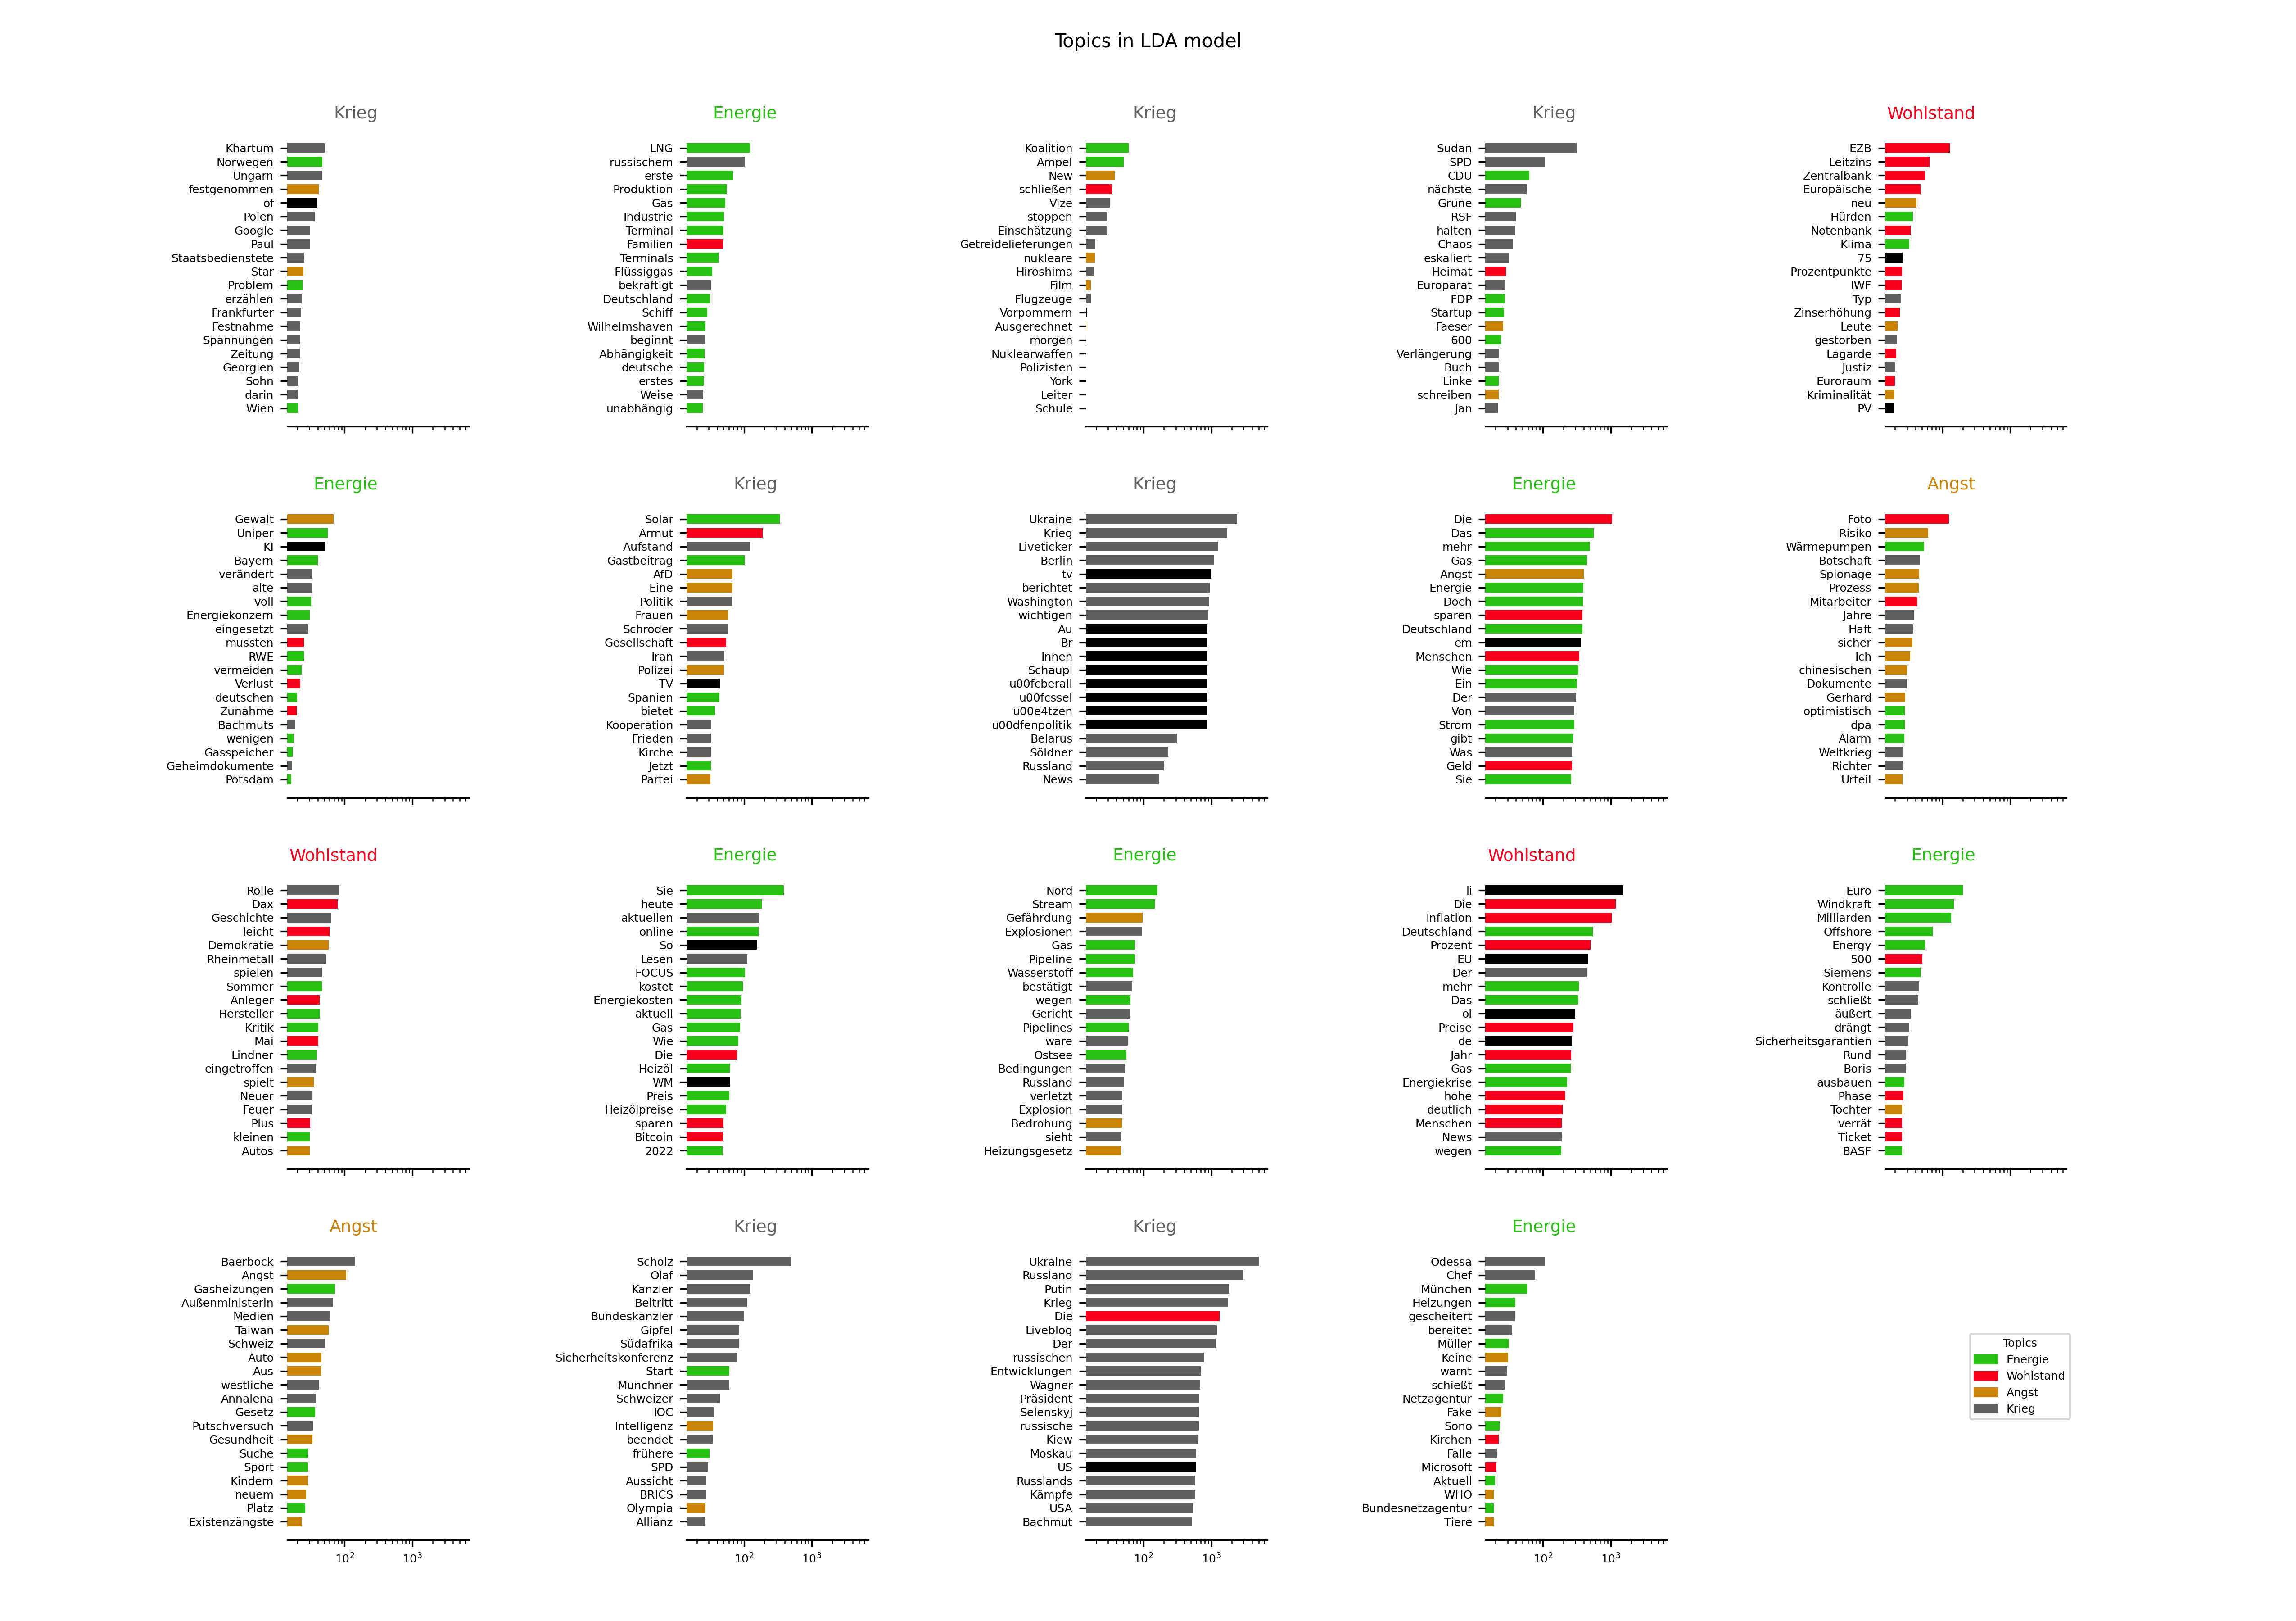 Topics in LDA model
Krieg
Khartum
Norwegen
Ungarn
festgenommen
of
Polen
Google
Paul
Staatsbedienstete
Star
Problem
erzählen
Frankfurter
Festnahme
Spannungen
Zeitung
Georgien
Sohn
darin
Wien
Energie
LNG
russischem
erste
Produktion
Gas
Industrie
Terminal
Familien
Terminals
Flüssiggas
bekräftigt
Deutschland
Schiff
Wilhelmshaven
beginnt
Abhängigkeit
deutsche
erstes
Weise
unabhängig
Krieg
Koalition
Ampel
New
schließen
Vize
stoppen
Einschätzung
Getreidelieferungen
nukleare
Hiroshima
Film
Flugzeuge
Vorpommern
Ausgerechnet
morgen
Nuklearwaffen
Polizisten
York
Leiter
Schule
Krieg
Sudan
SPD
CDU
nächste
Grüne
RSF
halten
Chaos
eskaliert
Heimat
Europarat
FDP
Startup
Faeser
600
Verlängerung
Buch
Linke
schreiben
Jan
Wohlstand
EZB
Leitzins
Zentralbank
Europäische
neu
Hürden
Notenbank
Klima
75
Prozentpunkte
IWF
Typ
Zinserhöhung
Leute
gestorben
Lagarde
Justiz
Euroraum
Kriminalität
PV
Energie
Gewalt
Uniper
KI
Bayern
verändert
alte
voll
Energiekonzern
eingesetzt
mussten
RWE
vermeiden
Verlust
deutschen
Zunahme
Bachmuts
wenigen
Gasspeicher
Geheimdokumente
Potsdam
Krieg
Solar
Armut
Aufstand
Gastbeitrag
AfD
Eine
Politik
Frauen
Schröder
Gesellschaft
Iran
Polizei
TV
Spanien
bietet
Kooperation
Frieden
Kirche
Jetzt
Partei
Krieg
Ukraine
Krieg
Liveticker
Berlin
tv
berichtet
Washington
wichtigen
Au
Br
Innen
Schaupl
u00fcberall
u00fcssel
u00e4tzen
u00dfenpolitik
Belarus
Söldner
Russland
News
Energie
Die
Das
mehr
Gas
Angst
Energie
Doch
sparen
Deutschland
em
Menschen
Wie
Ein
Der
Von
Strom
gibt
Was
Geld
Sie
Angst
Foto
Risiko
Wärmepumpen
Botschaft
Spionage
Prozess
Mitarbeiter
Jahre
Haft
sicher
Ich
chinesischen
Dokumente
Gerhard
optimistisch
dpa
Alarm
Weltkrieg
Richter
Urteil
Wohlstand
Rolle
Dax
Geschichte
leicht
Demokratie
Rheinmetall
spielen
Sommer
Anleger
Hersteller
Kritik
Mai
Lindner
eingetroffen
spielt
Neuer
Feuer
Plus
kleinen
Autos
Energie
Sie
heute
aktuellen
online
So
Lesen
FOCUS
kostet
Energiekosten
aktuell
Gas
Wie
Die
Heizöl
WM
Preis
Heizölpreise
sparen
Bitcoin
2022
Energie
Nord
Stream
Gefährdung
Explosionen
Gas
Pipeline
Wasserstoff
bestätigt
wegen
Gericht
Pipelines
wäre
Ostsee
Bedingungen
Russland
verletzt
Explosion
Bedrohung
sieht
Heizungsgesetz
Wohlstand
li
Die
Inflation
Deutschland
Prozent
EU
Der
mehr
Das
ol
Preise
de
Jahr
Gas
Energiekrise
hohe
deutlich
Menschen
News
wegen
Energie
Euro
Windkraft
Milliarden
Offshore
Energy
500
Siemens
Kontrolle
schließt
äußert
drängt
Sicherheitsgarantien
Rund
Boris
ausbauen
Phase
Tochter
verrät
Ticket
BASF
Angst
Baerbock
Angst
Gasheizungen
Außenministerin
Medien
Taiwan
Schweiz
Auto
Aus
westliche
Annalena
Gesetz
Putschversuch
Gesundheit
Suche
Sport
Kindern
neuem
Platz
Existenzängste
10² 10³
Krieg
Scholz
Olaf
Kanzler
Beitritt
Bundeskanzler
Gipfel
Südafrika
Sicherheitskonferenz
Start
Münchner
Schweizer
IOC
Intelligenz
beendet
frühere
SPD
Aussicht
BRICS
Olympia
Allianz
10² 10³
Krieg
Ukraine
Russland
Putin
Krieg
Die
Liveblog
Der
russischen
Entwicklungen
Wagner
Präsident
Selenskyj
russische
Kiew
Moskau
US
Russlands
Kämpfe
USA
Bachmut
10² 10³
Energie
Odessa
Chef
München
Heizungen
gescheitert
bereitet
Müller
Keine
warnt
schießt
Netzagentur
Fake
Sono
Kirchen
Falle
Microsoft
Aktuell
WHO
Bundesnetzagentur
Tiere
10² 10³
Topics
Energie
Wohlstand
Angst
Krieg